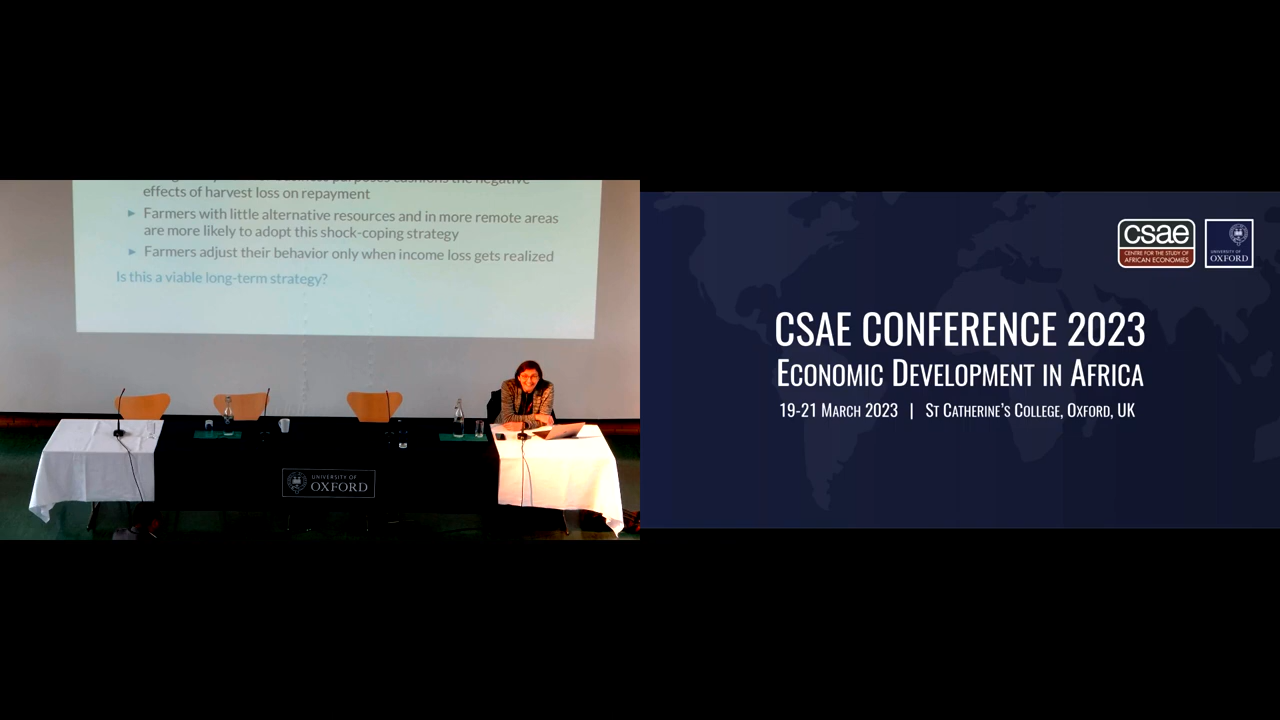 effects of harvest loss on repayment
► Farmers with little alternative resources and in more remote areas
are more likely to adopt this shock-coping strategy
► Farmers adjust their behavior only when income loss gets realized
Is this a viable long-term strategy?
UNIVERSITY OF
OXFORD
csae
CENTRE FOR THE STUDY OF
AFRICAN ECONOMIES
UNIVERSITY OF
OXFORD
CSAE CONFERENCE 2023
ECONOMIC DEVELOPMENT IN AFRICA
19-21 MARCH 2023 | ST CATHERINE'S COLLEGE, OXFORD, UK